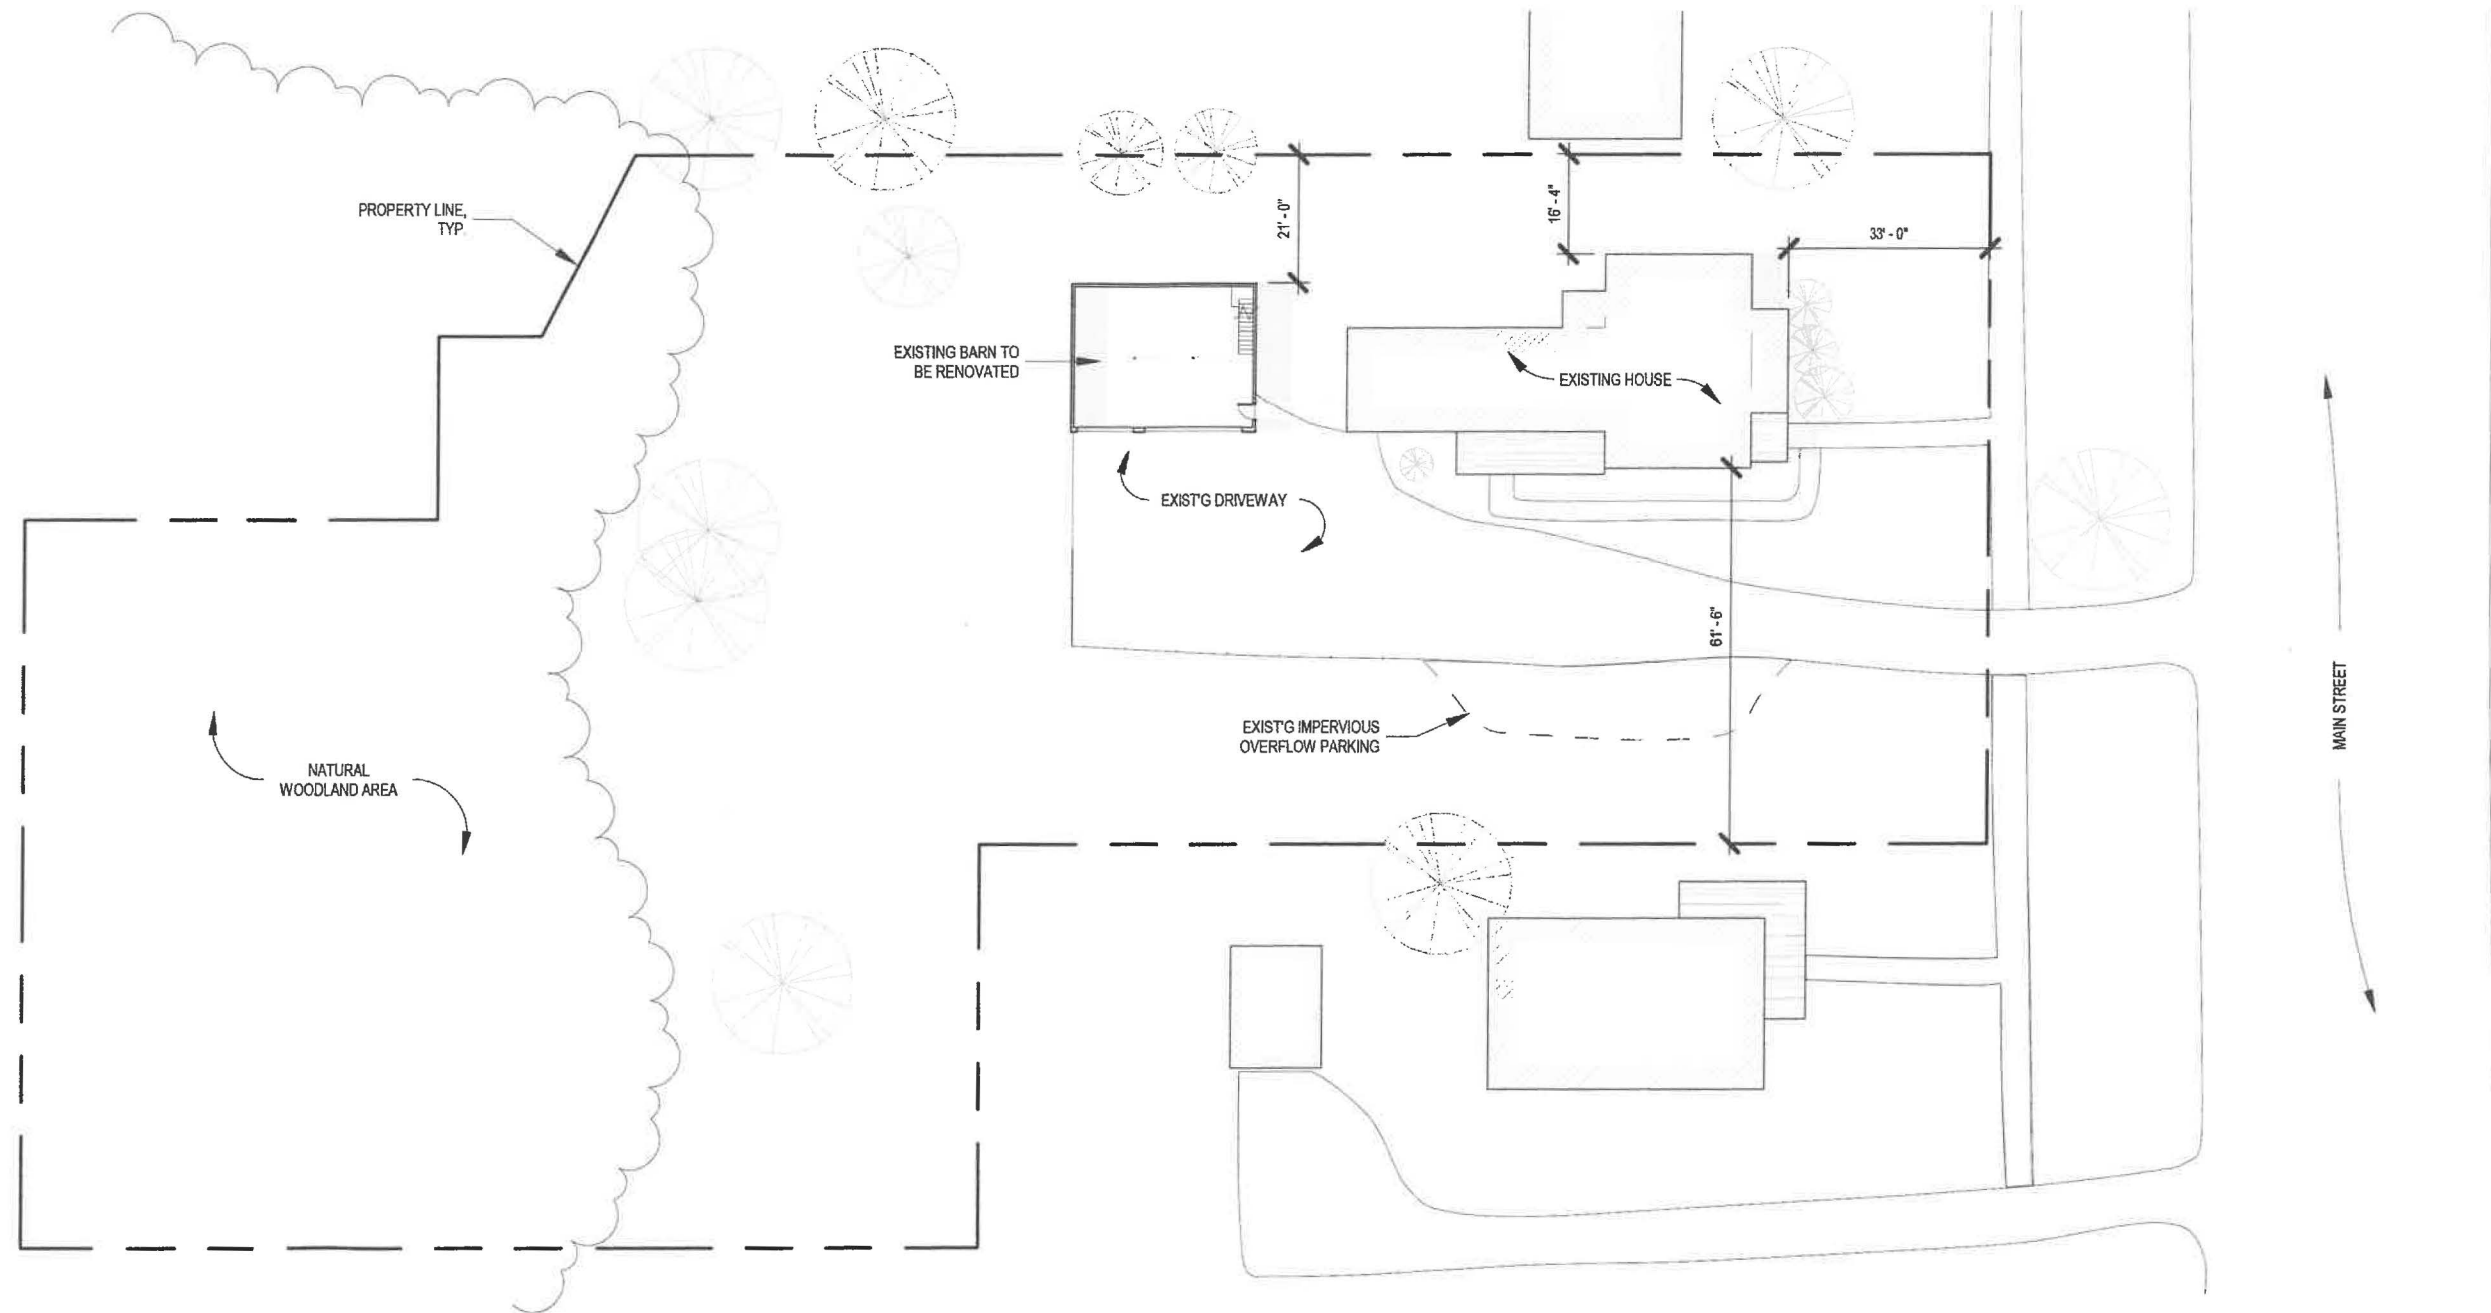 PROPERTY LINE,
TYP.
21' - 0"
16' - 4"
33' - 0"
EXISTING BARN TO
BE RENOVATED
EXISTING HOUSE
EXIST'G DRIVEWAY
61' - 6"
MAIN STREET
EXIST'G IMPERVIOUS
OVERFLOW PARKING
NATURAL
WOODLAND AREA